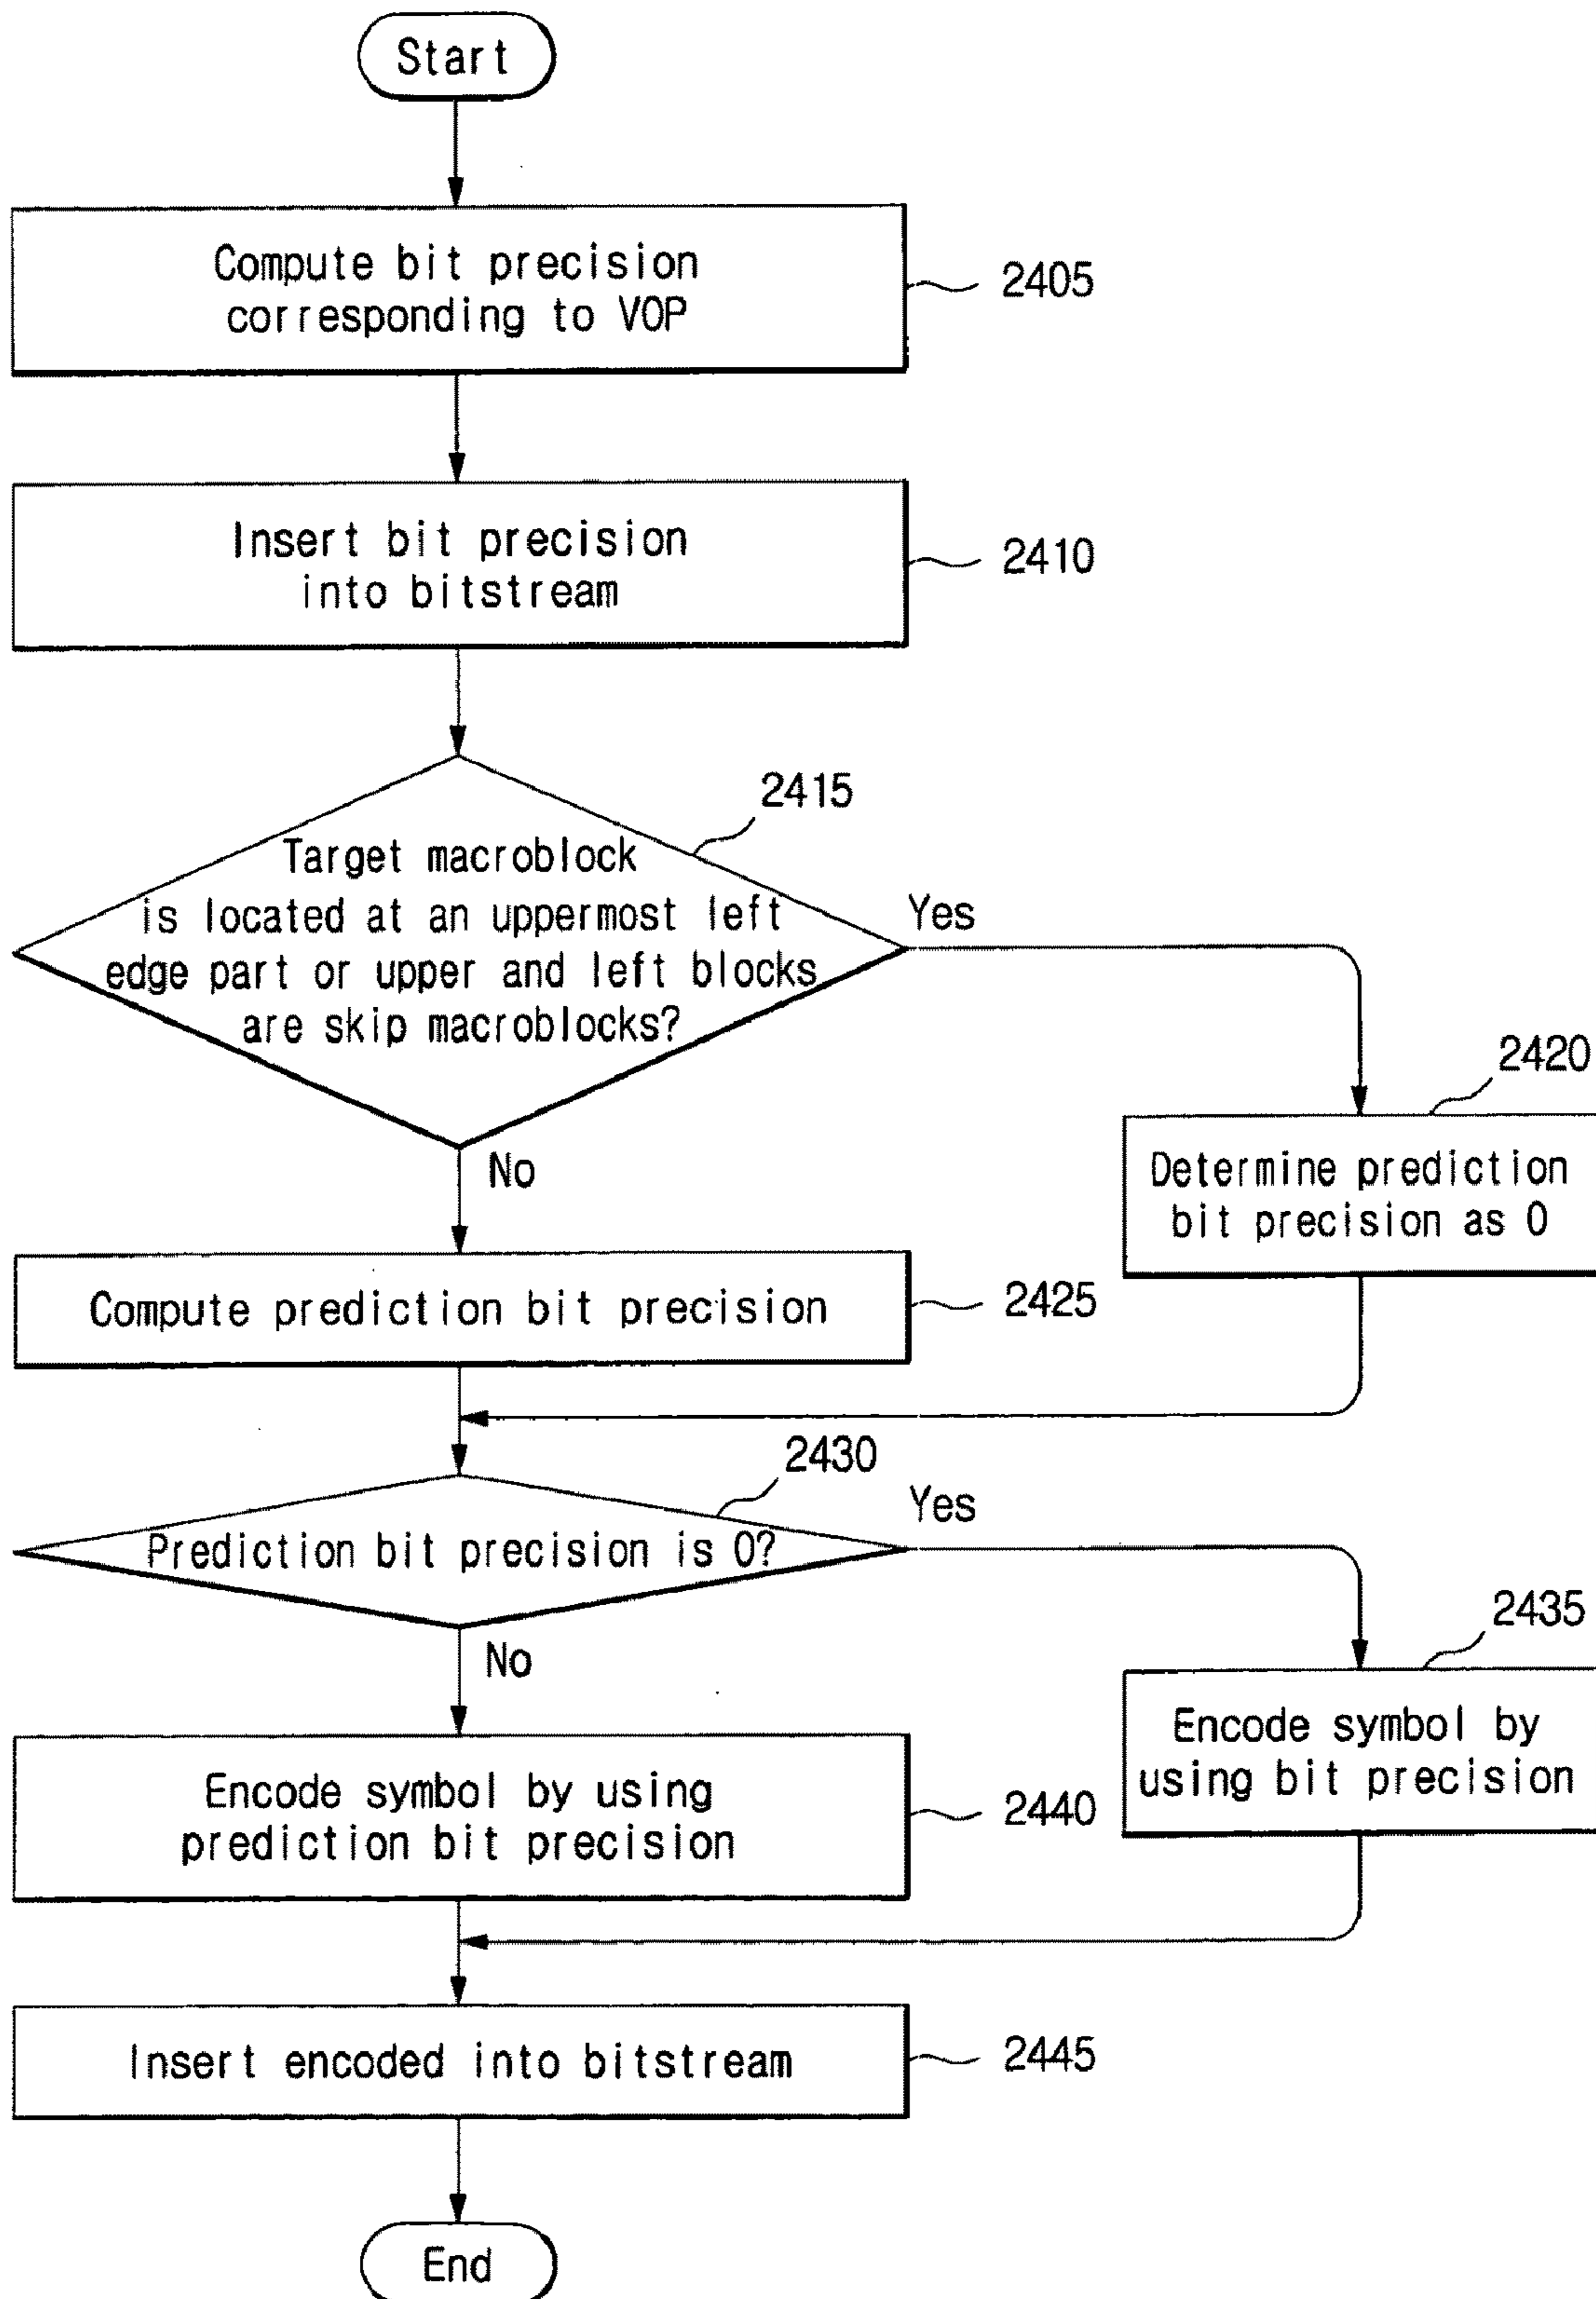 Start
Compute bit precision
corresponding to VOP
2405
Insert bit precision
into bitstream
2410
2415
Target macroblock
is located at an uppermost left
edge part or upper and left blocks
are skip macroblocks?
Yes
No
2420
Determine prediction
bit precision as 0
Compute prediction bit precision
2425
2430
Prediction bit precision is 0?
Yes
No
2435
Encode symbol by
using bit precision
Encode symbol by using
prediction bit precision
2440
Insert encoded into bitstream
2445
End